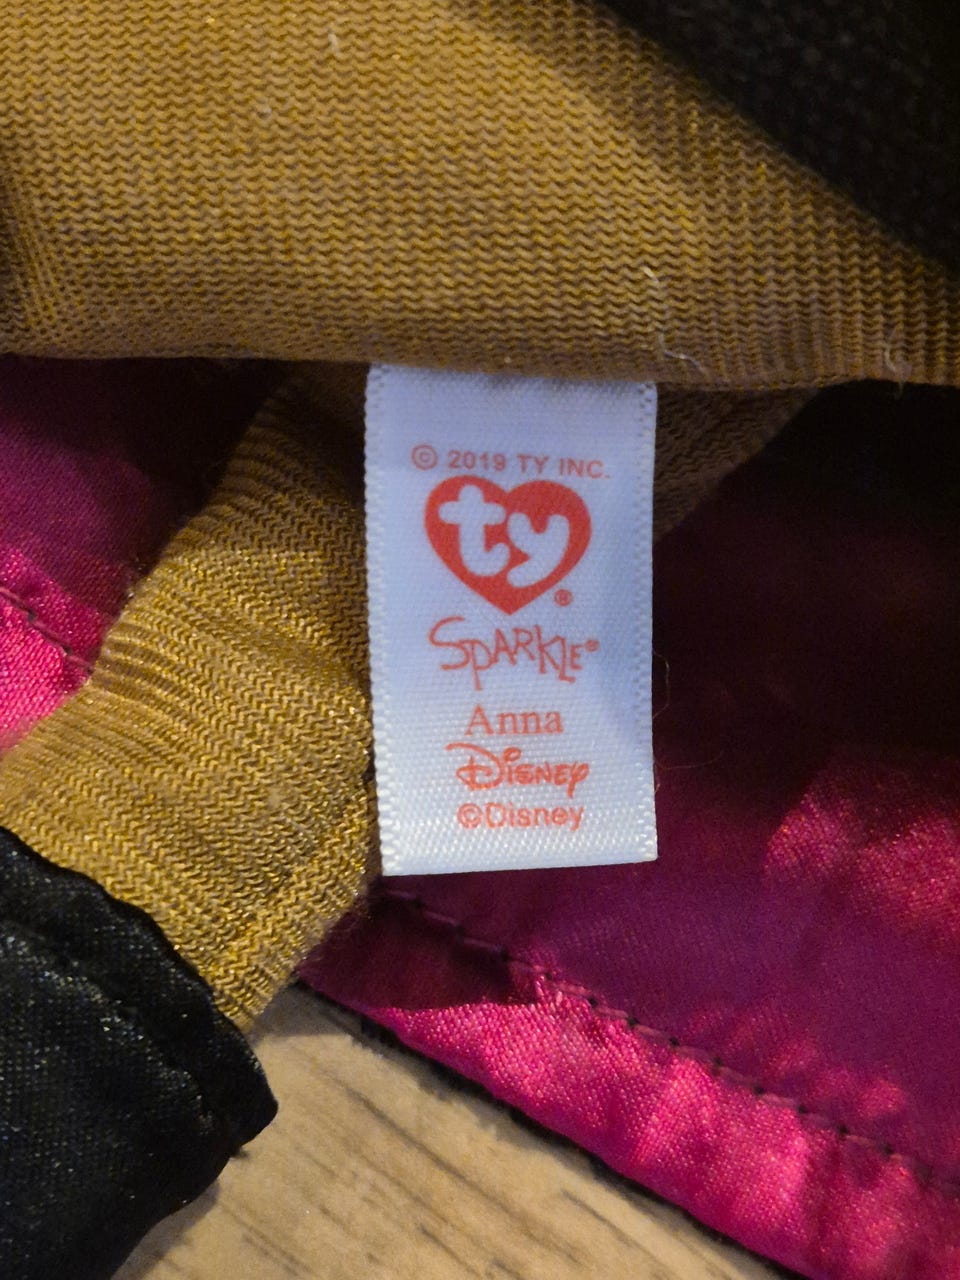 © 2019 TY INC.
ty®
SPARKLE®
Anna
Disney
©Disney